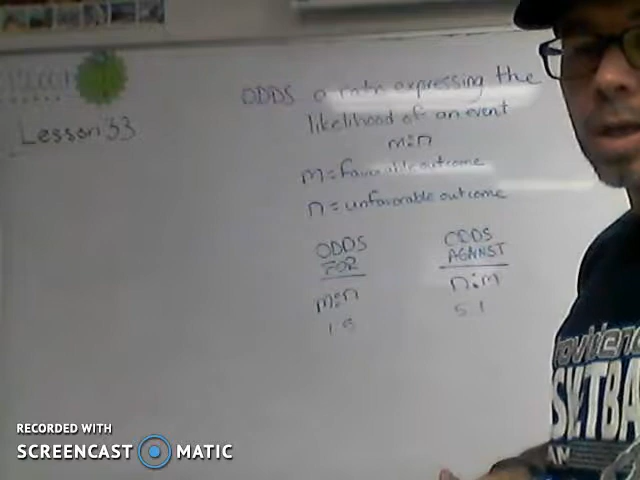 Lesson 33
ODDS a ratio expressing the
likelihood of an event
m:n
m = favorable outcome
n = unfavorable outcome
ODDS
FOR
m:n
1 5
ODDS
AGAINST
n:m
5 1
BA
RECORDED WITH
SCREENCAST MATIC